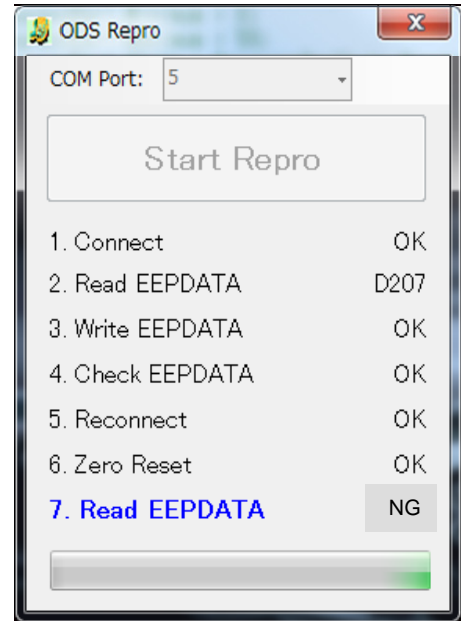 ODS Repro
COM Port: 5
Start Repro
1. Connect OK
2. Read EEPDATA D207
3. Write EEPDATA OK
4. Check EEPDATA OK
5. Reconnect OK
6. Zero Reset OK
7. Read EEPDATA NG